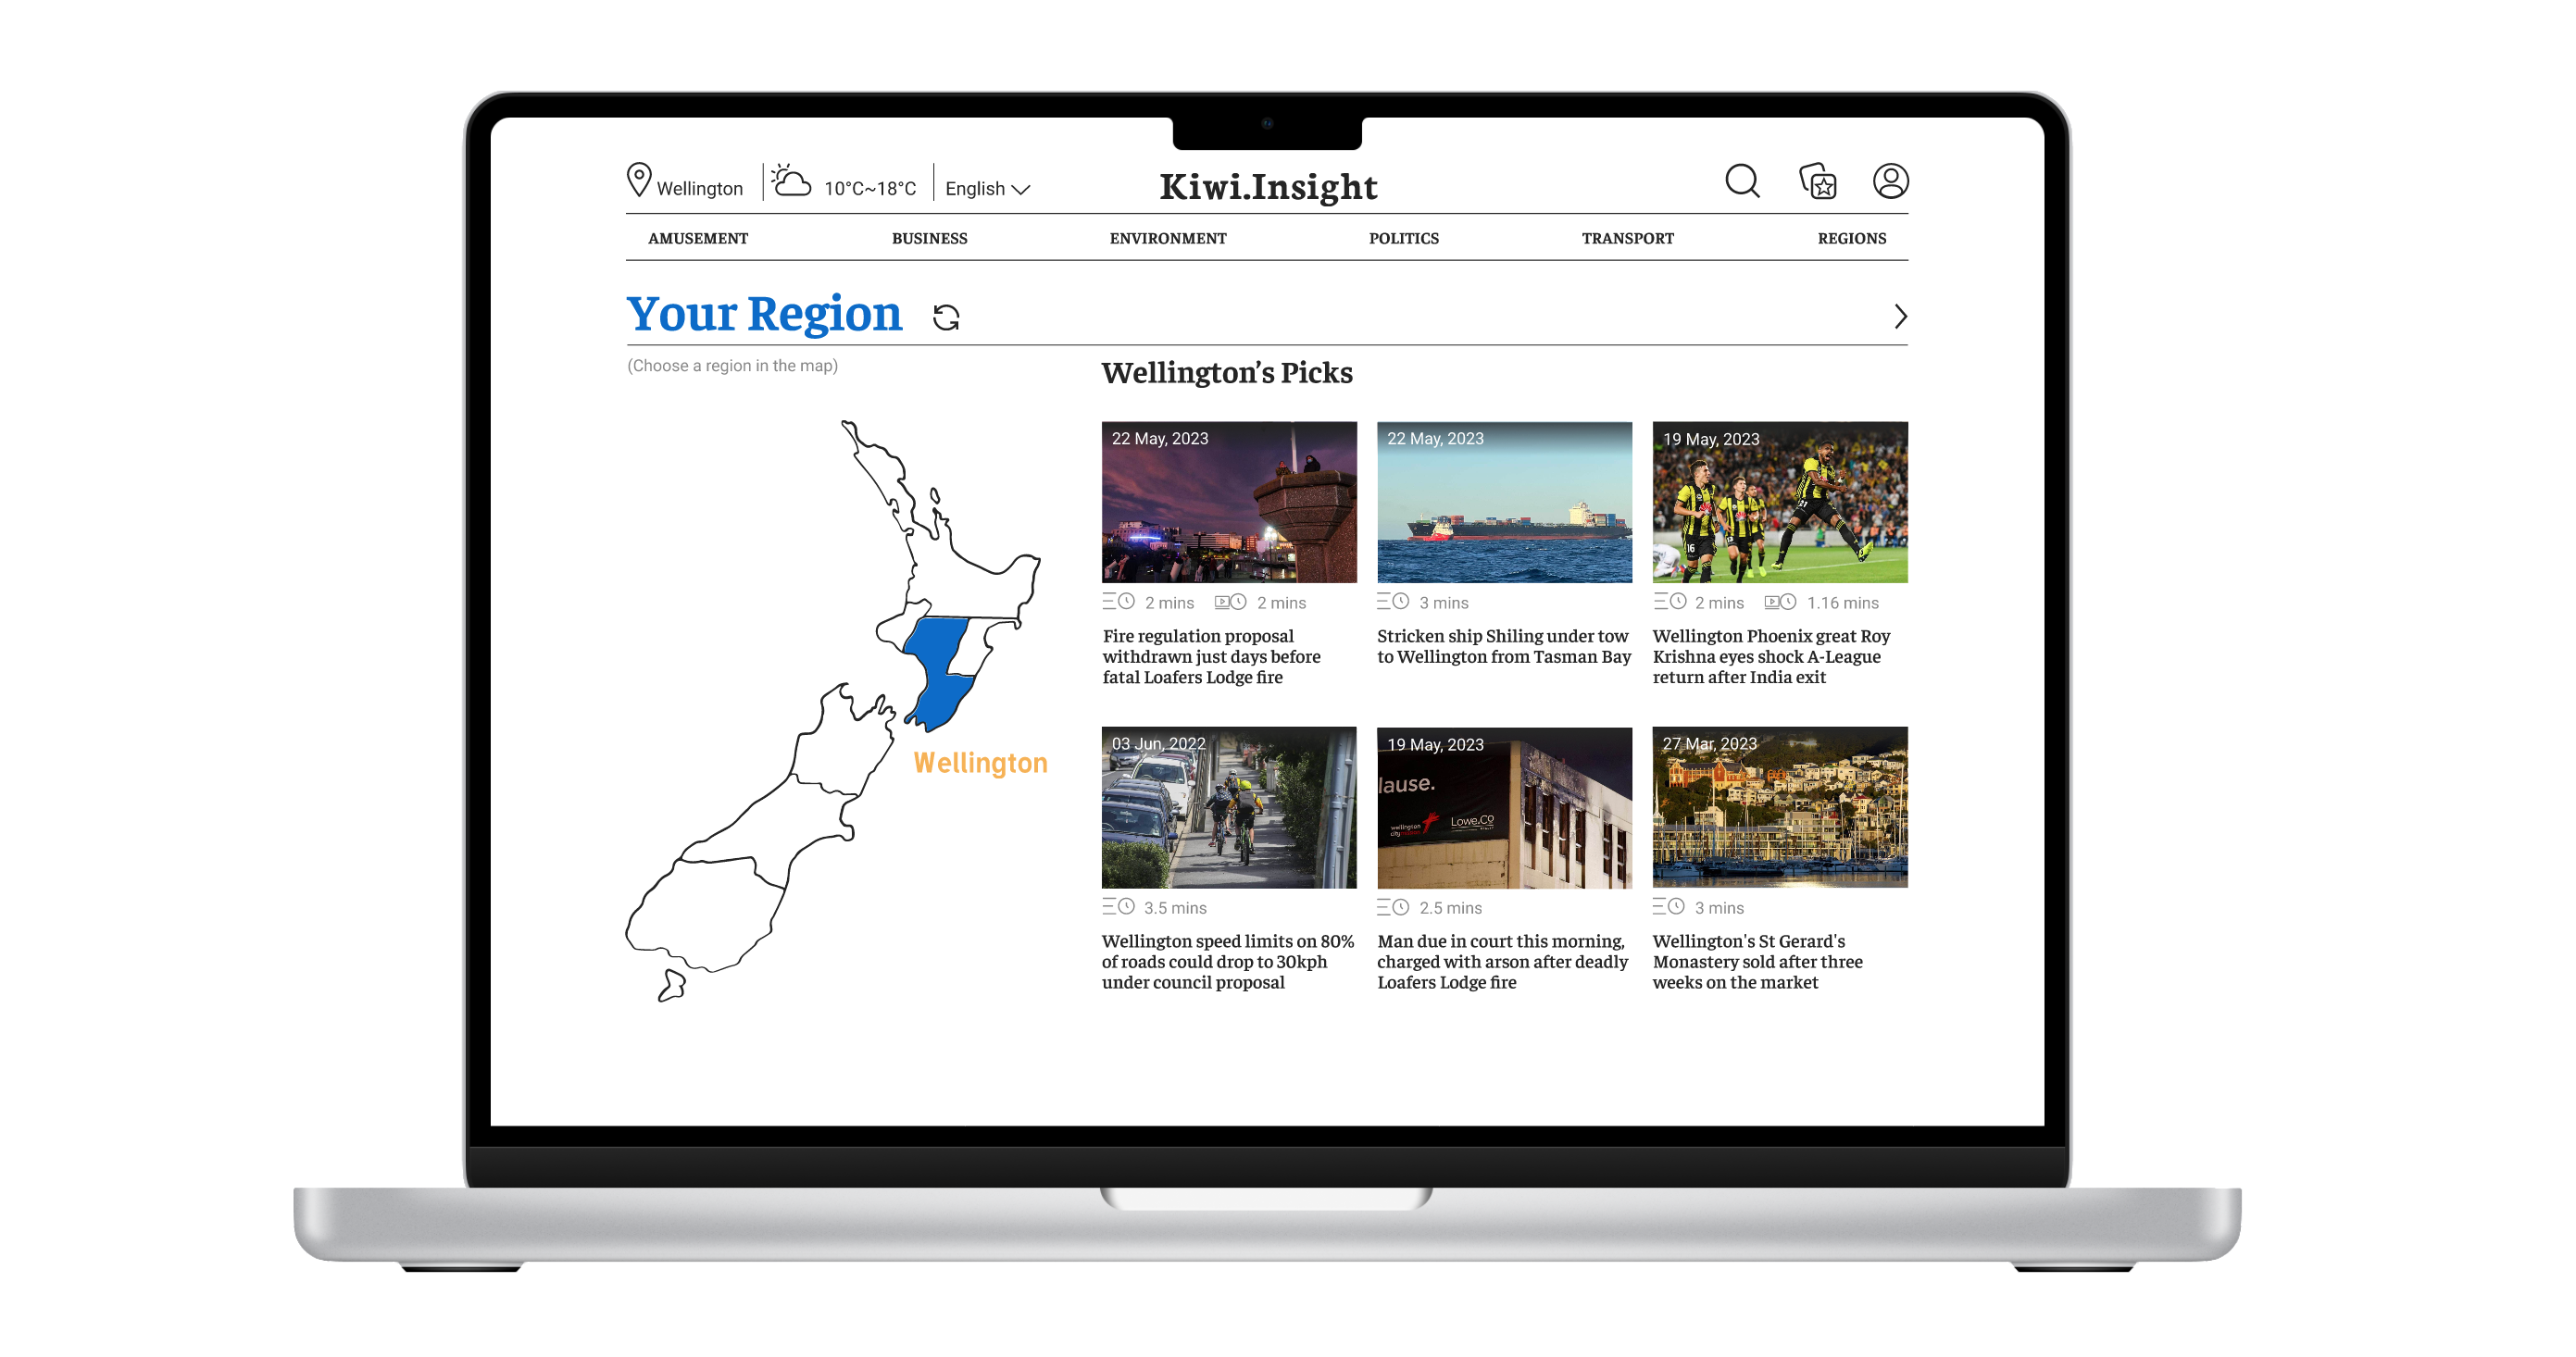 Wellington
10°C~18°C
English
Kiwi.Insight
AMUSEMENT
BUSINESS
ENVIRONMENT
POLITICS
TRANSPORT
REGIONS
Your Region
(Choose a region in the map)
Wellington
Wellington’s Picks
22 May, 2023
2 mins
2 mins
Fire regulation proposal
withdrawn just days before
fatal Loafers Lodge fire
22 May, 2023
3 mins
Stricken ship Shiling under tow
to Wellington from Tasman Bay
19 May, 2023
16
21
2 mins
1.16 mins
Wellington Phoenix great Roy
Krishna eyes shock A-League
return after India exit
03 Jun, 2022
3.5 mins
Wellington speed limits on 80%
of roads could drop to 30kph
under council proposal
19 May, 2023
lause.
wellington
city
Lowe.Co
2.5 mins
Man due in court this morning,
charged with arson after deadly
Loafers Lodge fire
27 Mar, 2023
3 mins
Wellington's St Gerard's
Monastery sold after three
weeks on the market